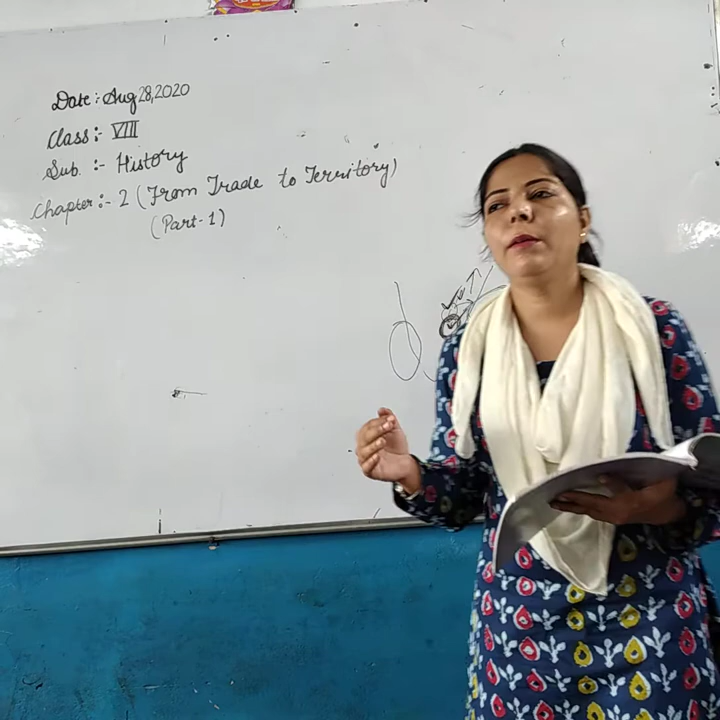 Date : Aug 28, 2020
Class :- VIII
Sub. :- History
Chapter :- 2 (From Trade to Territory)
(Part-1)